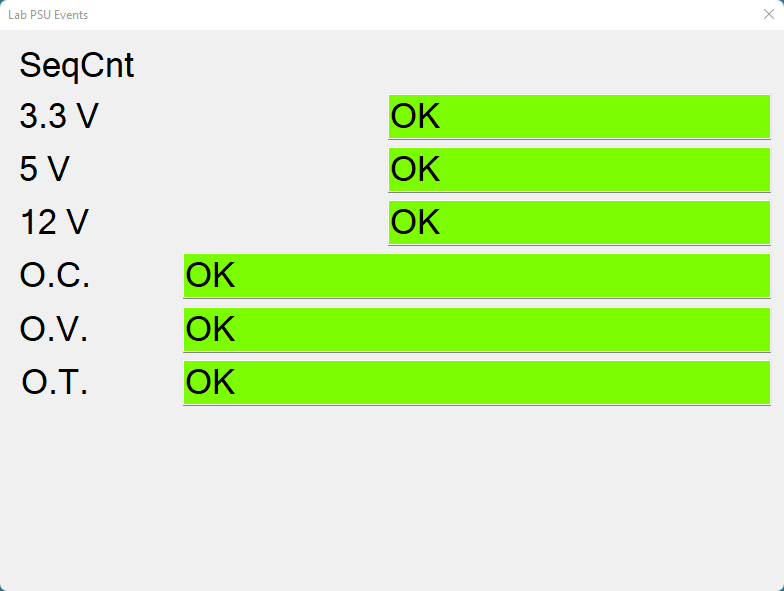 Lab PSU Events
SeqCnt
3.3 V OK
5 V OK
12 V OK
O.C. OK
O.V. OK
O.T. OK